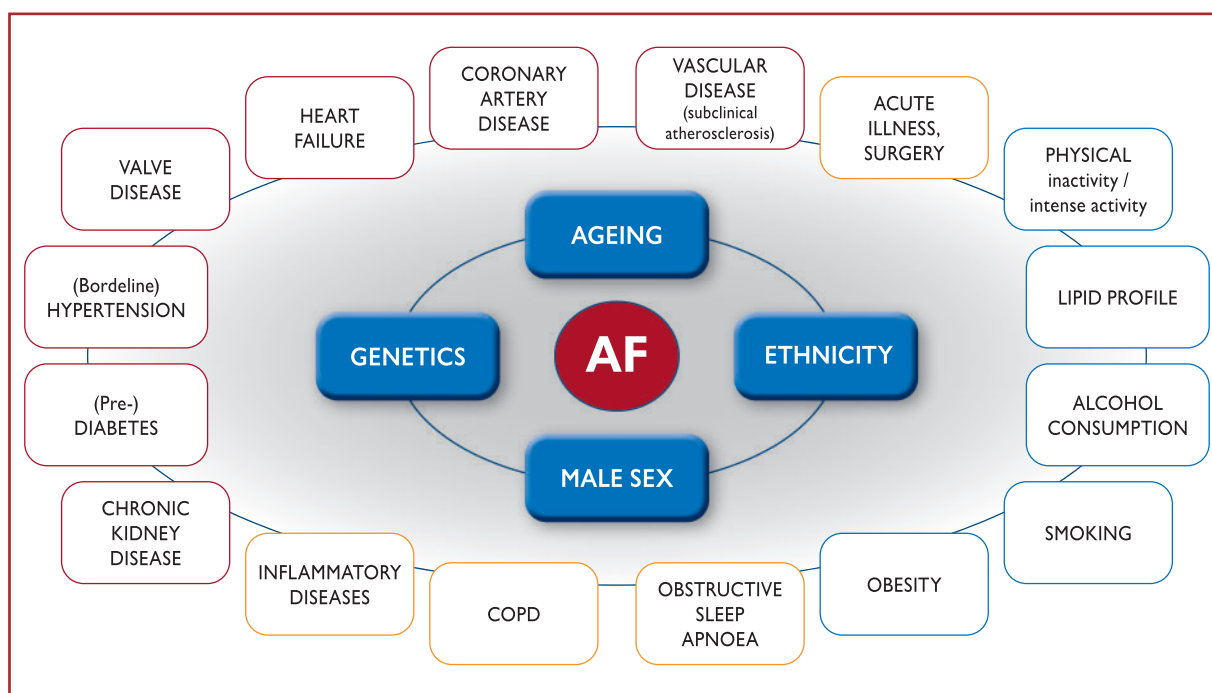 CORONARY
ARTERY
DISEASE
VASCULAR
DISEASE
(subclinical
atherosclerosis)
HEART
FAILURE
ACUTE
ILLNESS,
SURGERY
VALVE
DISEASE
PHYSICAL
inactivity /
intense activity
AGEING
(Bordeline)
HYPERTENSION
LIPID PROFILE
GENETICS
AF
ETHNICITY
(Pre-)
DIABETES
ALCOHOL
CONSUMPTION
MALE SEX
CHRONIC
KIDNEY
DISEASE
SMOKING
INFLAMMATORY
DISEASES
COPD
OBSTRUCTIVE
SLEEP
APNOEA
OBESITY